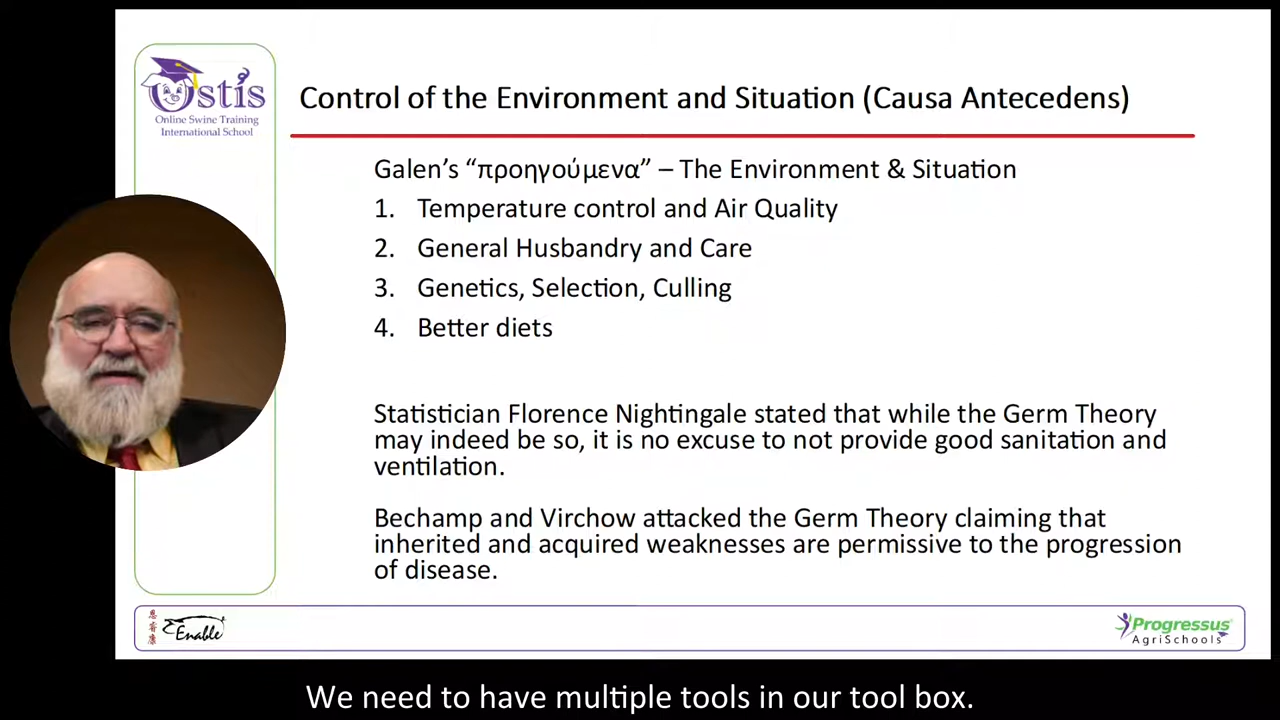 Ostis
Online Swine Training
International School
Control of the Environment and Situation (Causa Antecedens)
Galen's “προηγούμενα” – The Environment & Situation
1. Temperature control and Air Quality
2. General Husbandry and Care
3. Genetics, Selection, Culling
4. Better diets
Statistician Florence Nightingale stated that while the Germ Theory
may indeed be so, it is no excuse to not provide good sanitation and
ventilation.
Bechamp and Virchow attacked the Germ Theory claiming that
inherited and acquired weaknesses are permissive to the progression
of disease.
恩
睿
康
Enable
Progressus
AgriSchools
We need to have multiple tools in our tool box.